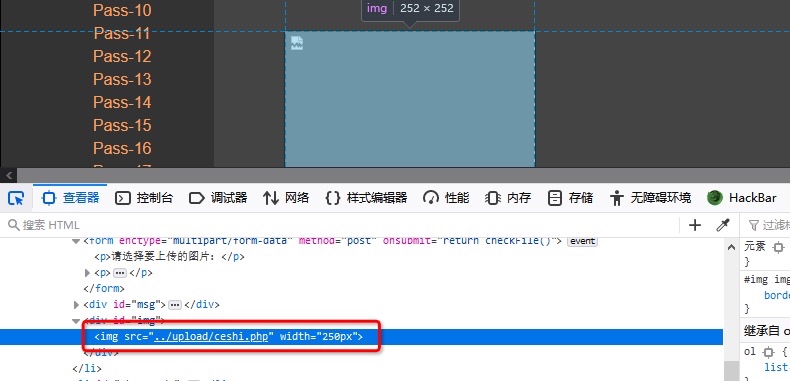 Pass-10
img 252 × 252
Pass-11
Pass-12
Pass-13
Pass-14
Pass-15
Pass-16
Pass-17
查看器 控制台 调试器 网络 样式编辑器 性能 内存 存储 无障碍环境 HackBar
搜索 HTML
过滤样
<form enctype="multipart/form-data" method="post" onsubmit="return checkFile()"> event
<p>请选择要上传的图片：</p>
<p> </p>
</form>
<div id="msg"> </div>
<div id="img">
<img src="../upload/ceshi.php" width="250px">
</div>
</li>
元素
}
#img img
bord
}
继承自 o
ol {
list-
}